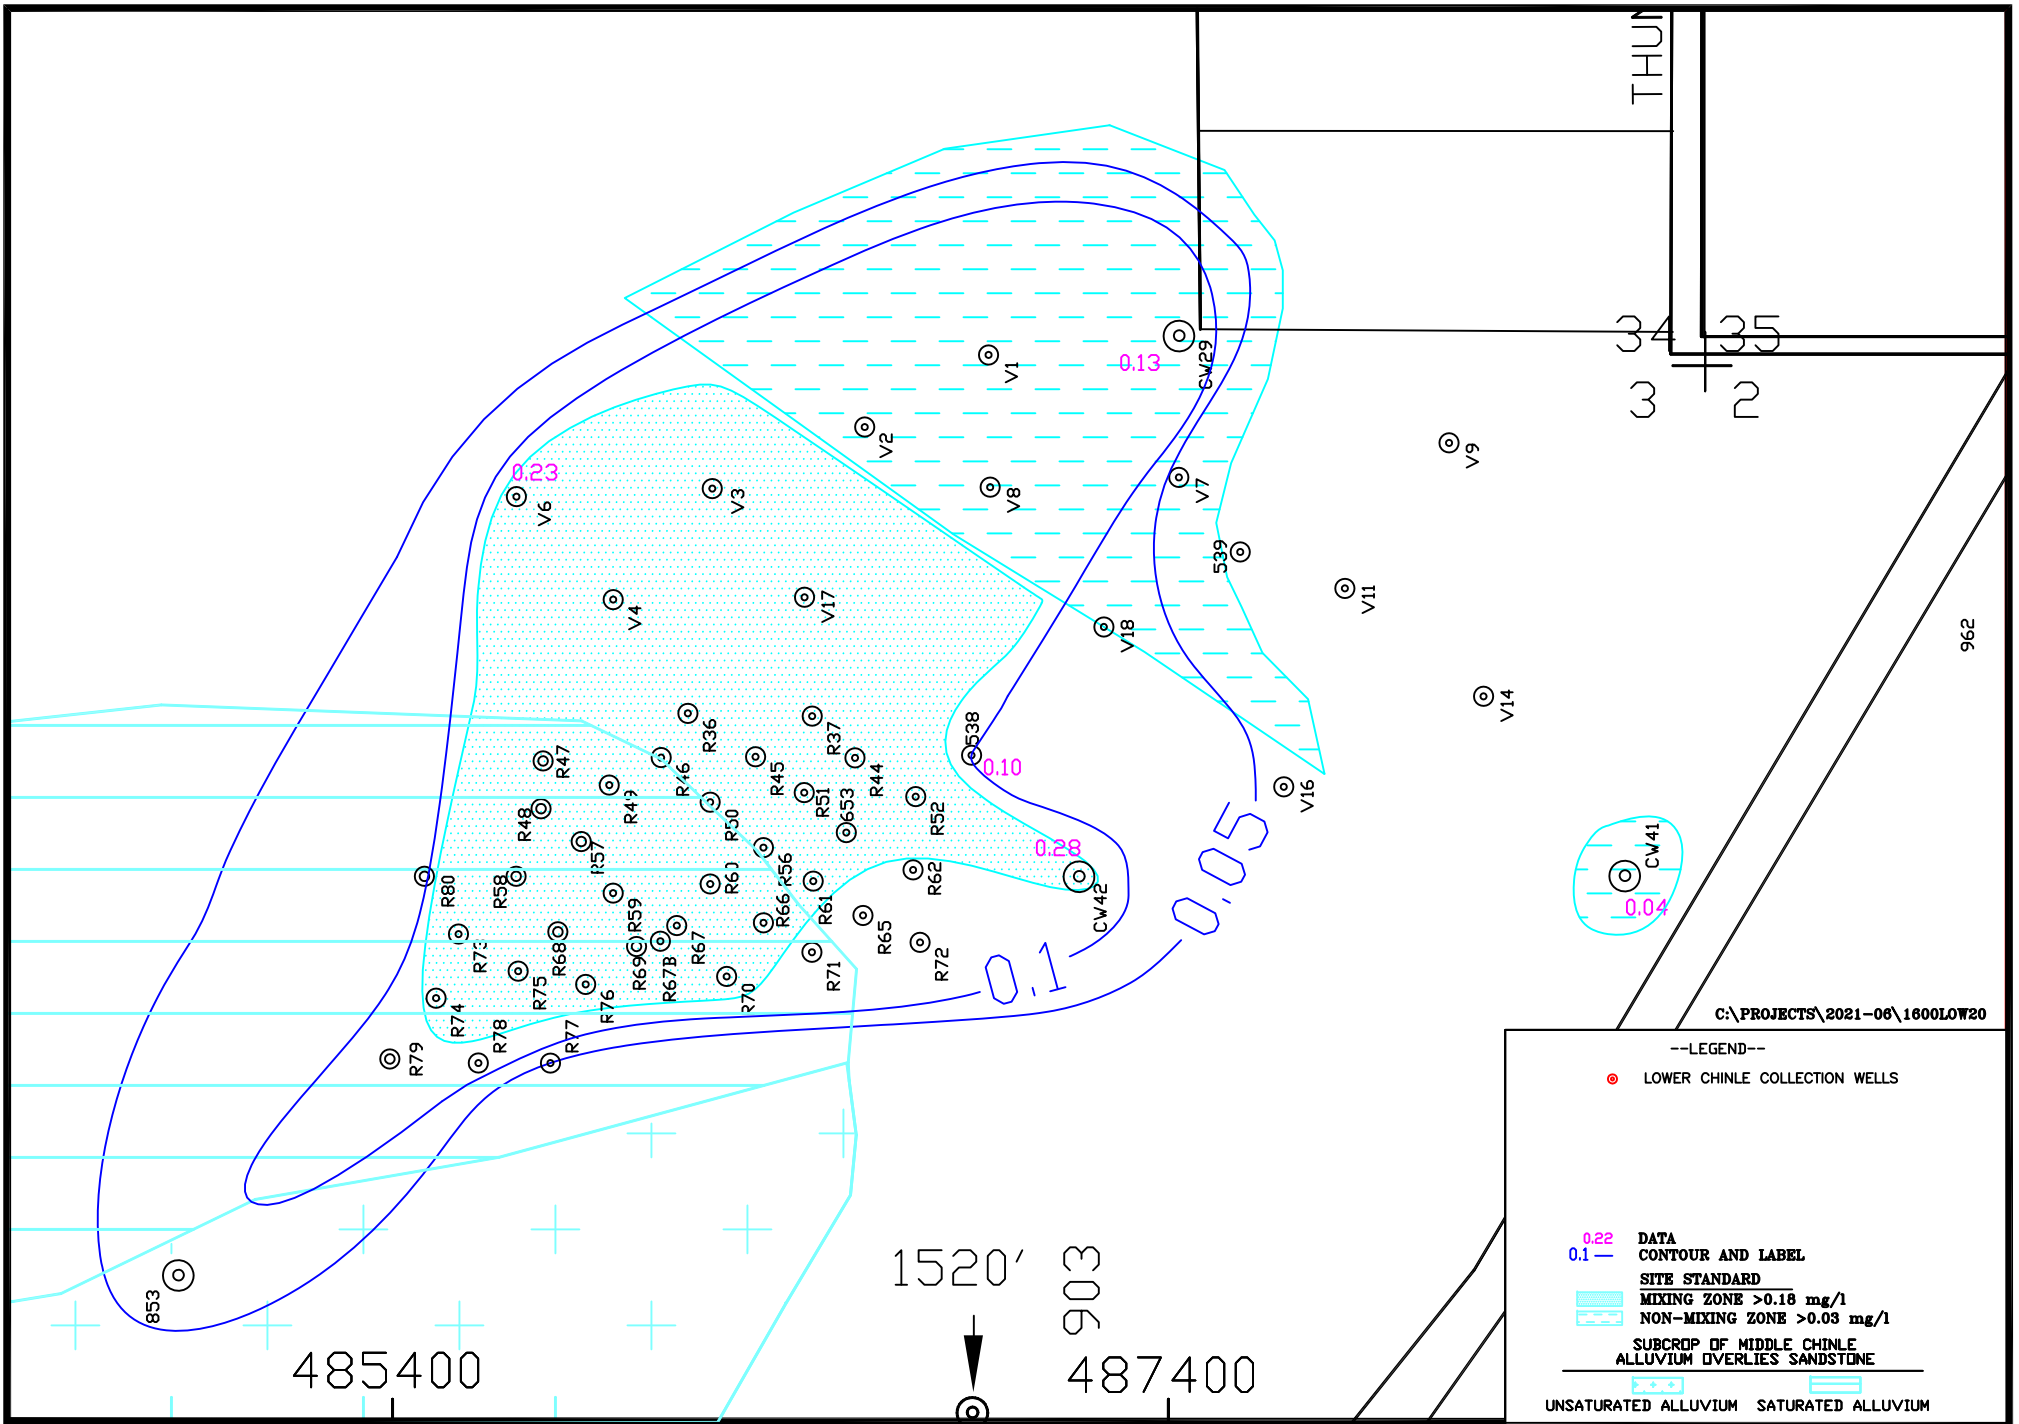 THUN
34 35
3 2
CW29
0.13
V1
V2
V9
0.23
V6
V3
V8
V7
539
V11
V4
V17
V18
962
V14
538
0.10
R36
R37
R47
R46
R45
R44
V16
R49
R51
R52
R48
R50
653
0.05
CW41
R57
R56
0.28
R80
R58
R60
R61
R62
CW42
0.04
R59
R66
R65
R73
R68
R67
R69
R67B
R71
R72
R75
R76
R70
0.1
R74
R79
R78
R77
C:\PROJECTS\2021-06\1600LOW20
--LEGEND--
LOWER CHINLE COLLECTION WELLS
0.22 DATA
0.1 CONTOUR AND LABEL
SITE STANDARD
MIXING ZONE >0.18 mg/l
NON-MIXING ZONE >0.03 mg/l
SUBCROP OF MIDDLE CHINLE
ALLUVIUM OVERLIES SANDSTONE
UNSATURATED ALLUVIUM SATURATED ALLUVIUM
853
1520'
903
485400
487400